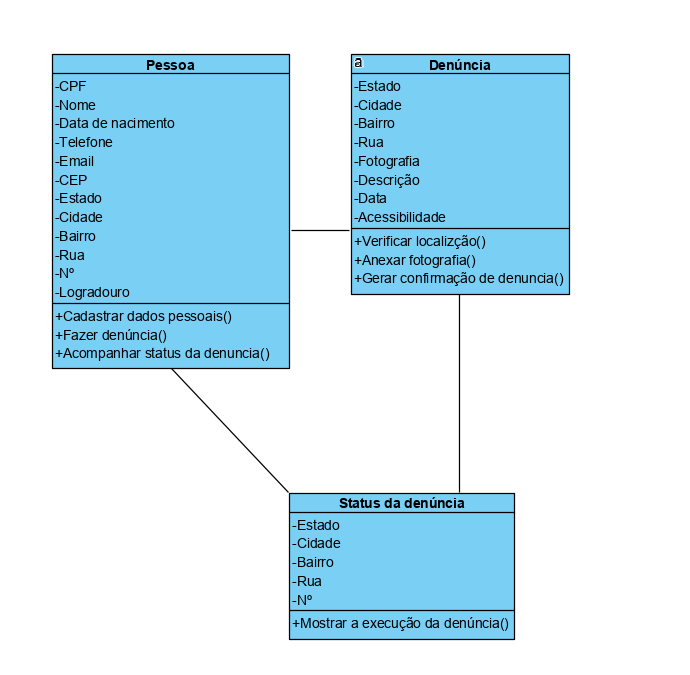 Pessoa
-CPF
-Nome
-Data de nacimento
-Telefone
-Email
-CEP
-Estado
-Cidade
-Bairro
-Rua
-Nº
-Logradouro
+Cadastrar dados pessoais()
+Fazer denúncia()
+Acompanhar status da denuncia()
a
Denúncia
-Estado
-Cidade
-Bairro
-Rua
-Fotografia
-Descrição
-Data
-Acessibilidade
+Verificar localizção()
+Anexar fotografia()
+Gerar confirmação de denuncia()
Status da denúncia
-Estado
-Cidade
-Bairro
-Rua
-Nº
+Mostrar a execução da denúncia()